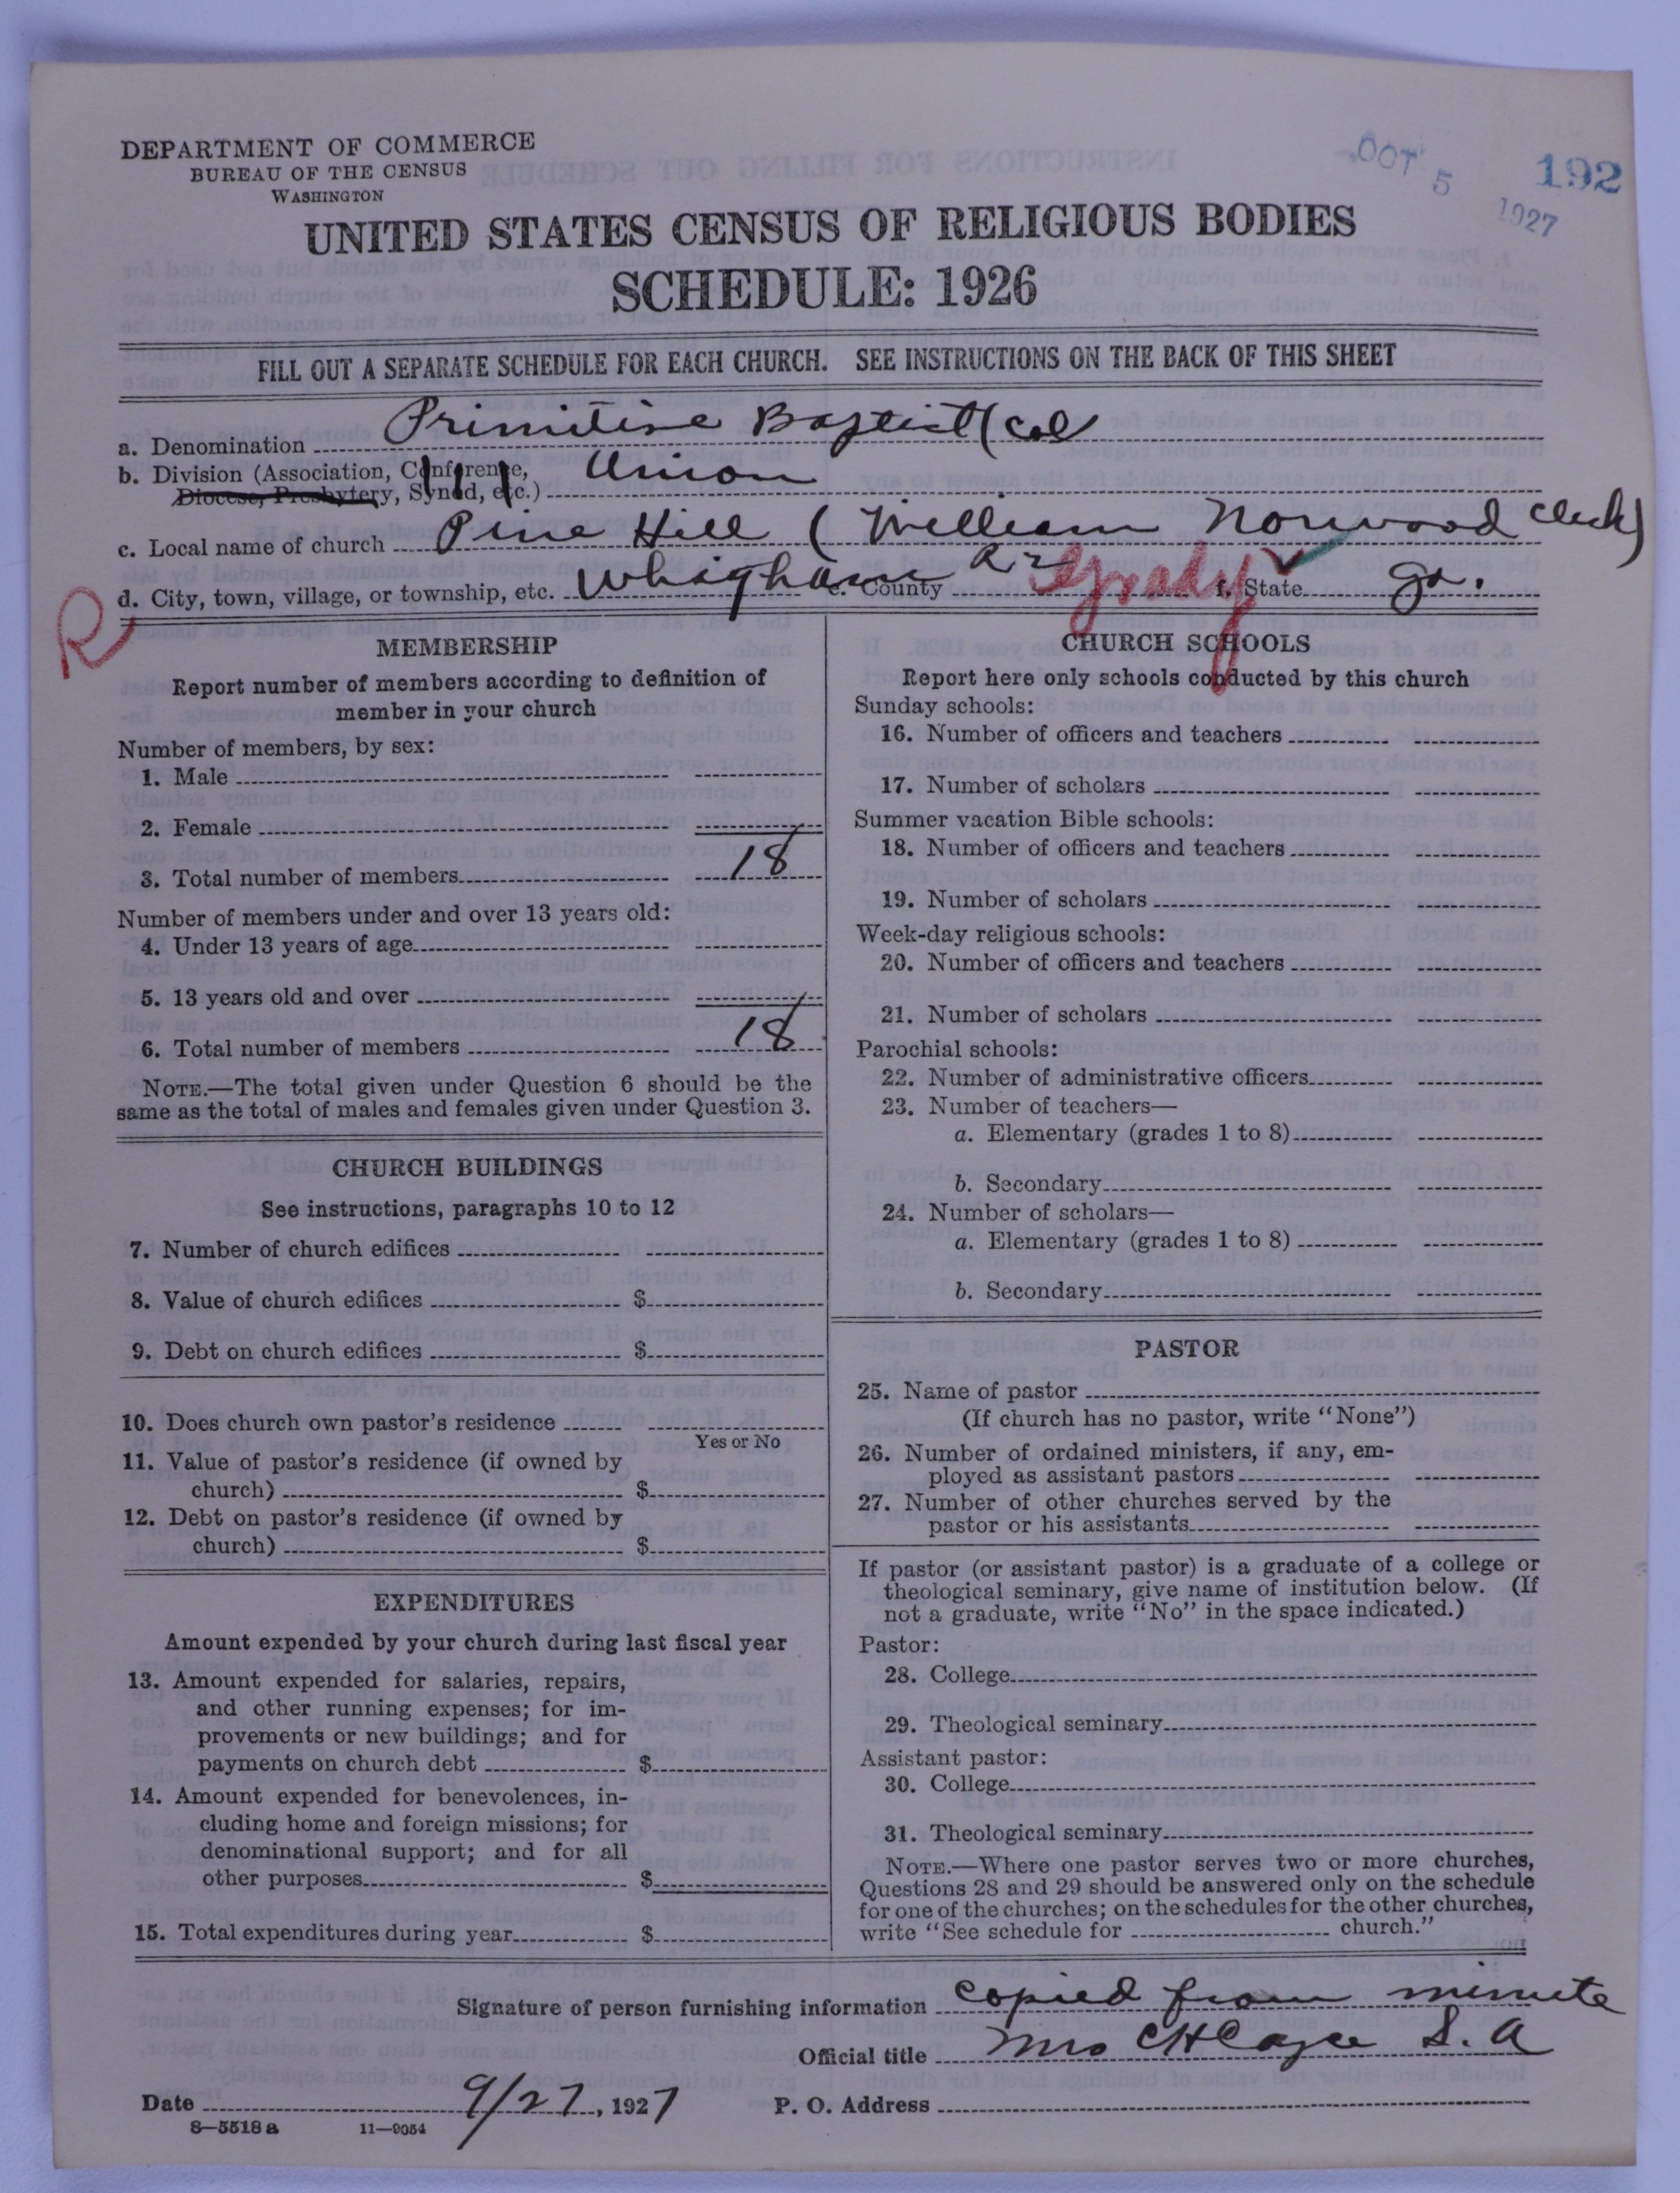 DEPARTMENT OF COMMERCE
BUREAU OF THE CENSUS
WASHINGTON
OCT 5 1927
192
UNITED STATES CENSUS OF RELIGIOUS BODIES
SCHEDULE: 1926
FILL OUT A SEPARATE SCHEDULE FOR EACH CHURCH. SEE INSTRUCTIONS ON THE BACK OF THIS SHEET
a. Denomination Primitive Baptist (Col
b. Division (Association, Conference, Union
Diocese, Presbytery, Synod, etc.)
c. Local name of church Pine Hill (William Norwood Clerk)
d. City, town, village, or township, etc. Whigham R2 e. County Grady f. State Ga.
R
MEMBERSHIP
Report number of members according to definition of
member in your church
Number of members, by sex:
1. Male
2. Female
3. Total number of members 18
Number of members under and over 13 years old:
4. Under 13 years of age
5. 13 years old and over
6. Total number of members 18
NOTE.—The total given under Question 6 should be the
same as the total of males and females given under Question 3.
CHURCH BUILDINGS
See instructions, paragraphs 10 to 12
7. Number of church edifices
8. Value of church edifices $
9. Debt on church edifices $
10. Does church own pastor's residence
Yes or No
11. Value of pastor's residence (if owned by
church) $
12. Debt on pastor's residence (if owned by
church) $
EXPENDITURES
Amount expended by your church during last fiscal year
13. Amount expended for salaries, repairs,
and other running expenses; for im-
provements or new buildings; and for
payments on church debt $
14. Amount expended for benevolences, in-
cluding home and foreign missions; for
denominational support; and for all
other purposes $
15. Total expenditures during year $
CHURCH SCHOOLS
Report here only schools conducted by this church
Sunday schools:
16. Number of officers and teachers
17. Number of scholars
Summer vacation Bible schools:
18. Number of officers and teachers
19. Number of scholars
Week-day religious schools:
20. Number of officers and teachers
21. Number of scholars
Parochial schools:
22. Number of administrative officers
23. Number of teachers—
a. Elementary (grades 1 to 8)
b. Secondary
24. Number of scholars—
a. Elementary (grades 1 to 8)
b. Secondary
PASTOR
25. Name of pastor
(If church has no pastor, write "None")
26. Number of ordained ministers, if any, em-
ployed as assistant pastors
27. Number of other churches served by the
pastor or his assistants
If pastor (or assistant pastor) is a graduate of a college or
theological seminary, give name of institution below. (If
not a graduate, write "No" in the space indicated.)
Pastor:
28. College
29. Theological seminary
Assistant pastor:
30. College
31. Theological seminary
NOTE.—Where one pastor serves two or more churches,
Questions 28 and 29 should be answered only on the schedule
for one of the churches; on the schedules for the other churches,
write "See schedule for church."
Signature of person furnishing information copied from minute
Official title Mrs C H Cayce S. A
Date 9/27, 1927 P. O. Address
8—5518 a 11—9054